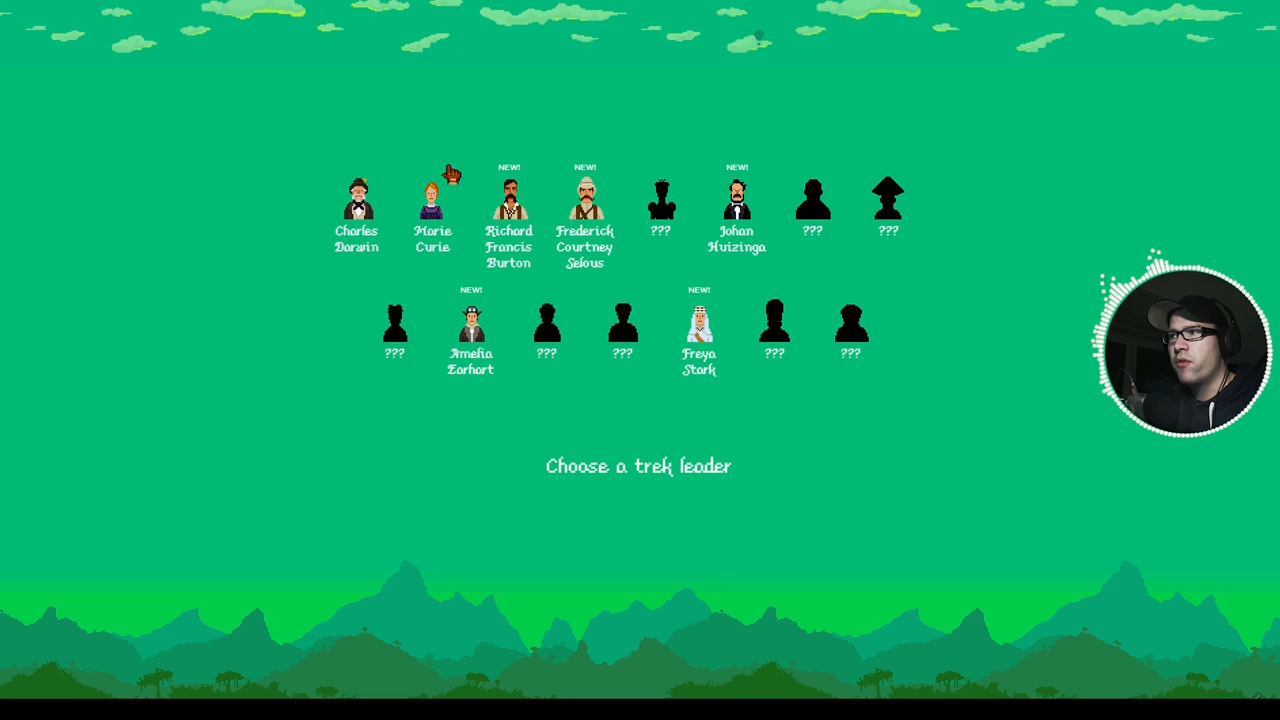 NEW!
NEW!
NEW!
Charles
Darwin
Marie
Curie
Richard
Francis
Burton
Frederick
Courtney
Selous
???
Johan
Huizinga
???
???
NEW!
NEW!
???
Amelia
Earhart
???
???
Freya
Stark
???
???
Choose a trek leader